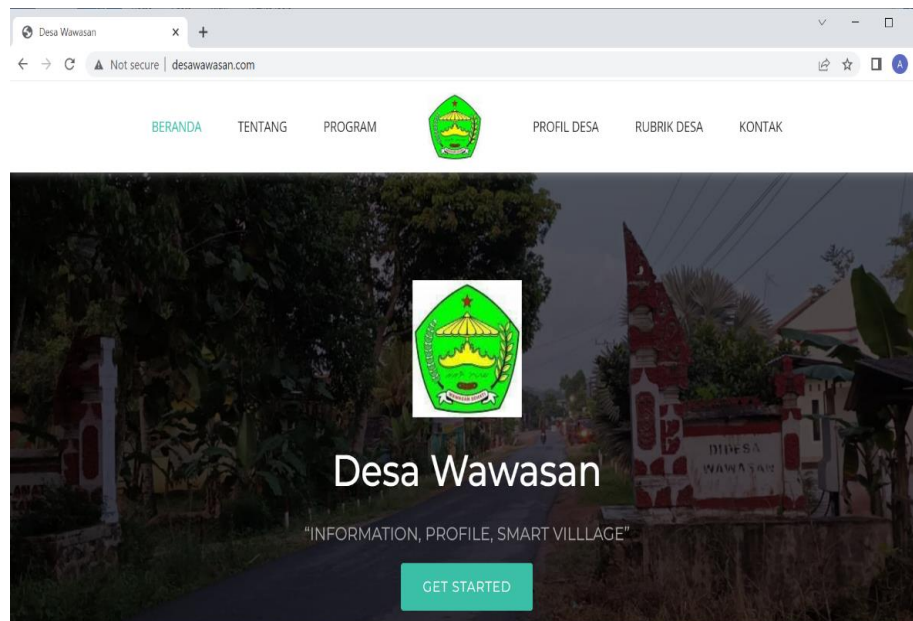 Desa Wawasan
Not secure | desawawasan.com
A
BERANDA TENTANG PROGRAM PROFIL DESA RUBRIK DESA KONTAK
DIDESA
WAWASAN
Desa Wawasan
“INFORMATION, PROFILE, SMART VILLLAGE”
GET STARTED